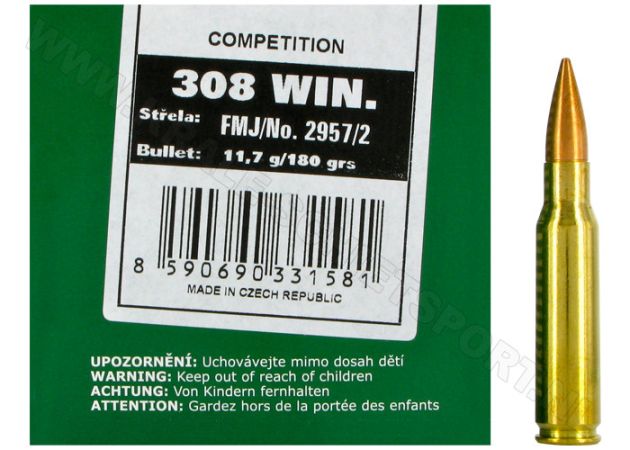 COMPETITION
308 WIN.
Střela: FMJ/No. 2957/2
Bullet: 11,7 g/180 grs
8 590690 331581
MADE IN CZECH REPUBLIC
UPOZORNĚNÍ: Uchovávejte mimo dosah dětí
WARNING: Keep out of reach of children
ACHTUNG: Von Kindern fernhalten
ATTENTION: Gardez hors de la portée des enfants